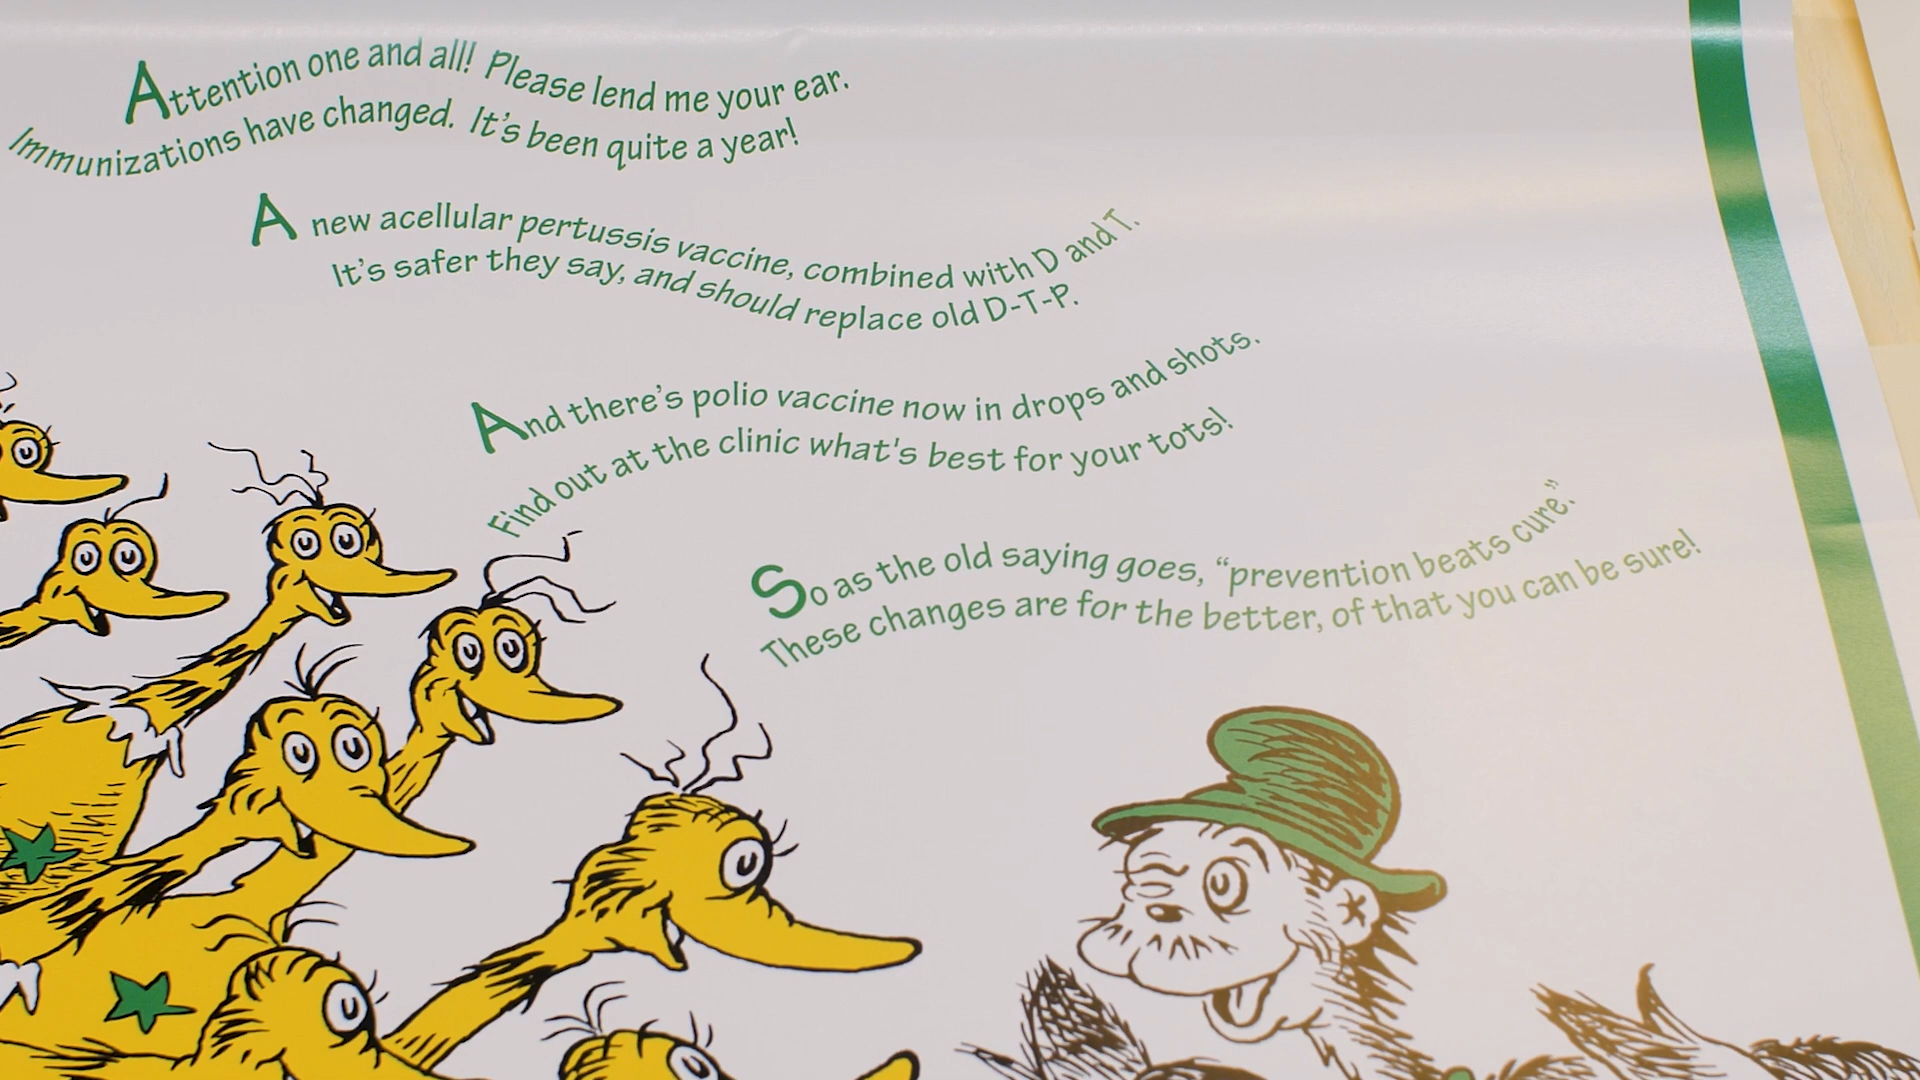 Attention one and all! Please lend me your ear.
Immunizations have changed. It's been quite a year!
A new acellular pertussis vaccine, combined with D and T.
It's safer they say, and should replace old D-T-P.
And there's polio vaccine now in drops and shots.
Find out at the clinic what's best for your tots!
So as the old saying goes, “prevention beats cure.”
These changes are for the better, of that you can be sure!